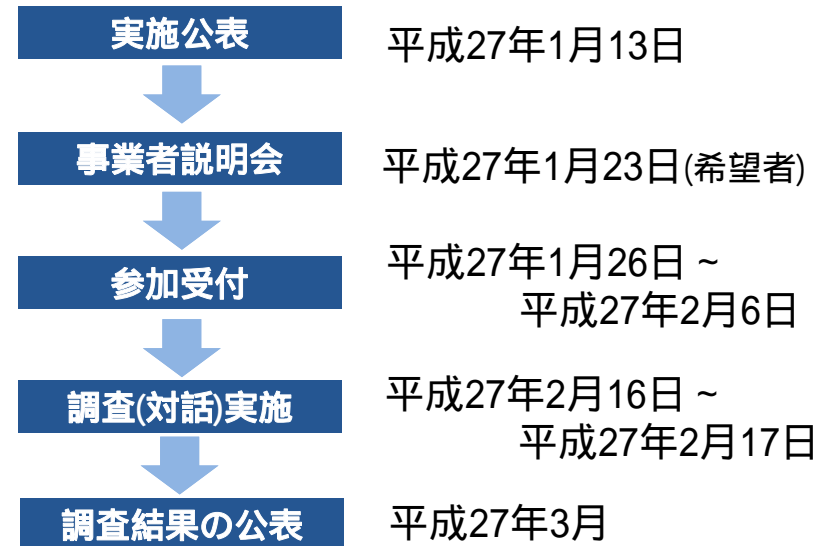 実施公表
平成27年1月13日
事業者説明会
平成27年1月23日(希望者)
参加受付
平成27年1月26日 ~
平成27年2月6日
調査(対話)実施
平成27年2月16日 ~
平成27年2月17日
調査結果の公表
平成27年3月